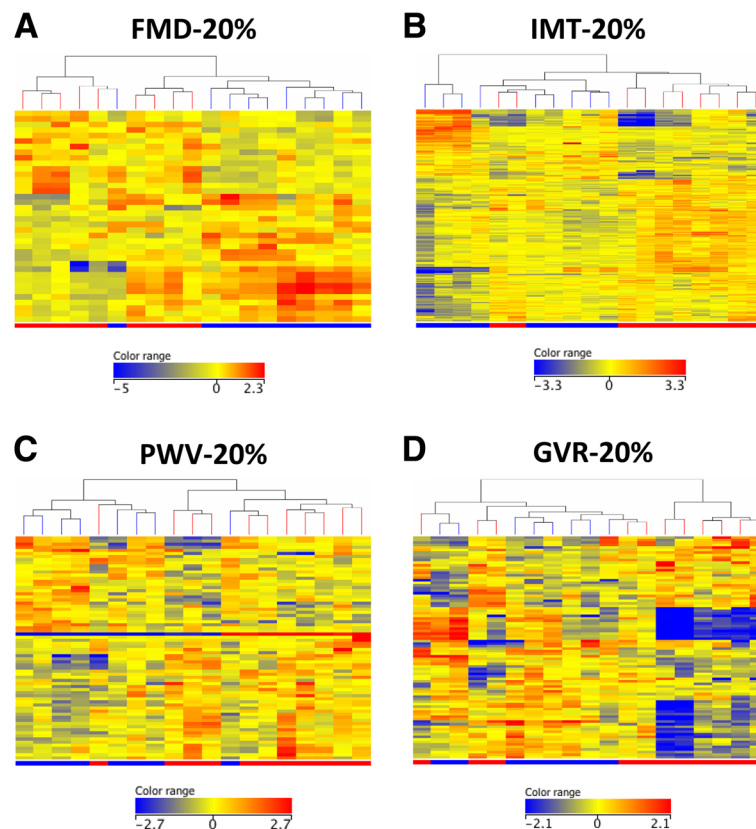 A
FMD-20%
B
IMT-20%
Color range
-5
0
2.3
Color range
-3.3
0
3.3
C
PWV-20%
D
GVR-20%
Color range
-2.7
0
2.7
Color range
-2.1
0
2.1